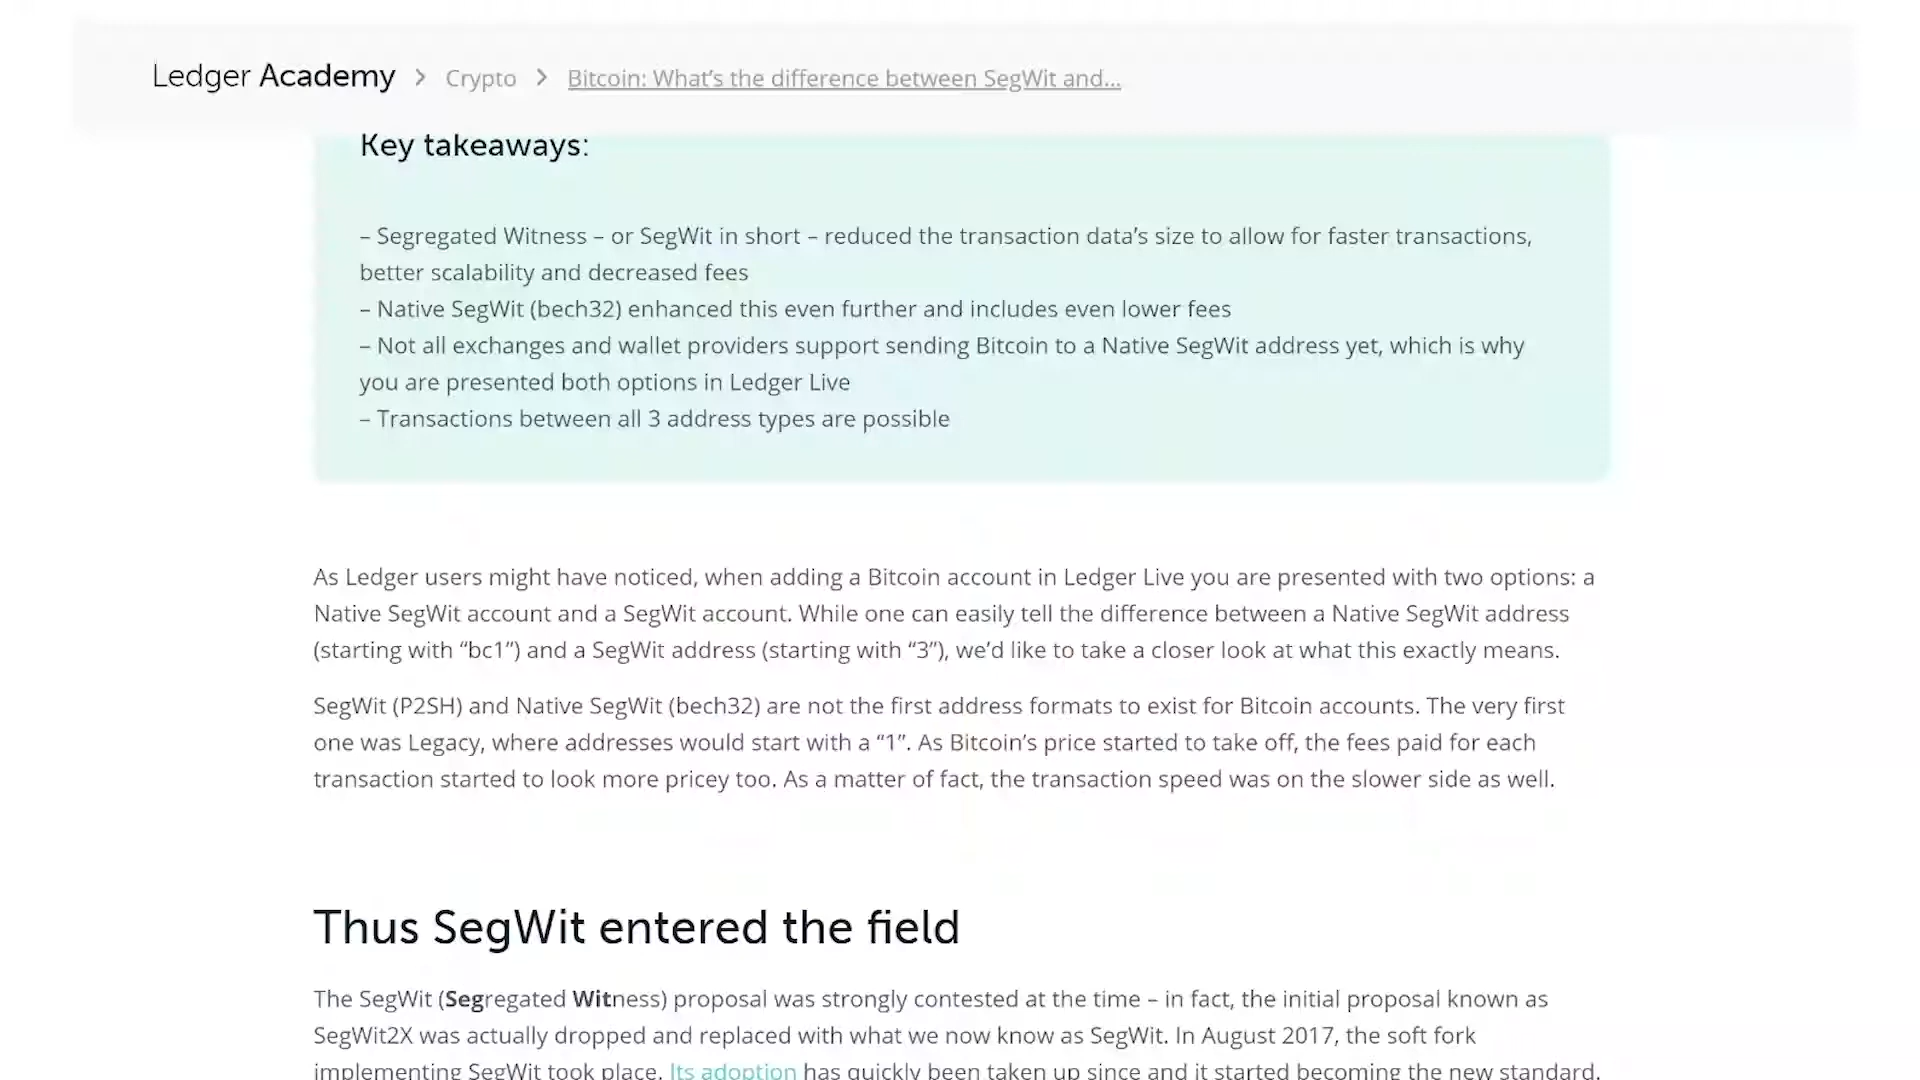 Ledger Academy > Crypto > Bitcoin: What's the difference between SegWit and...
Key takeaways:
– Segregated Witness – or SegWit in short – reduced the transaction data's size to allow for faster transactions,
better scalability and decreased fees
– Native SegWit (bech32) enhanced this even further and includes even lower fees
– Not all exchanges and wallet providers support sending Bitcoin to a Native SegWit address yet, which is why
you are presented both options in Ledger Live
– Transactions between all 3 address types are possible
As Ledger users might have noticed, when adding a Bitcoin account in Ledger Live you are presented with two options: a
Native SegWit account and a SegWit account. While one can easily tell the difference between a Native SegWit address
(starting with “bc1”) and a SegWit address (starting with “3”), we'd like to take a closer look at what this exactly means.
SegWit (P2SH) and Native SegWit (bech32) are not the first address formats to exist for Bitcoin accounts. The very first
one was Legacy, where addresses would start with a “1”. As Bitcoin's price started to take off, the fees paid for each
transaction started to look more pricey too. As a matter of fact, the transaction speed was on the slower side as well.
Thus SegWit entered the field
The SegWit (Segregated Witness) proposal was strongly contested at the time – in fact, the initial proposal known as
SegWit2X was actually dropped and replaced with what we now know as SegWit. In August 2017, the soft fork
implementing SegWit took place. Its adoption has quickly been taken up since and it started becoming the new standard.